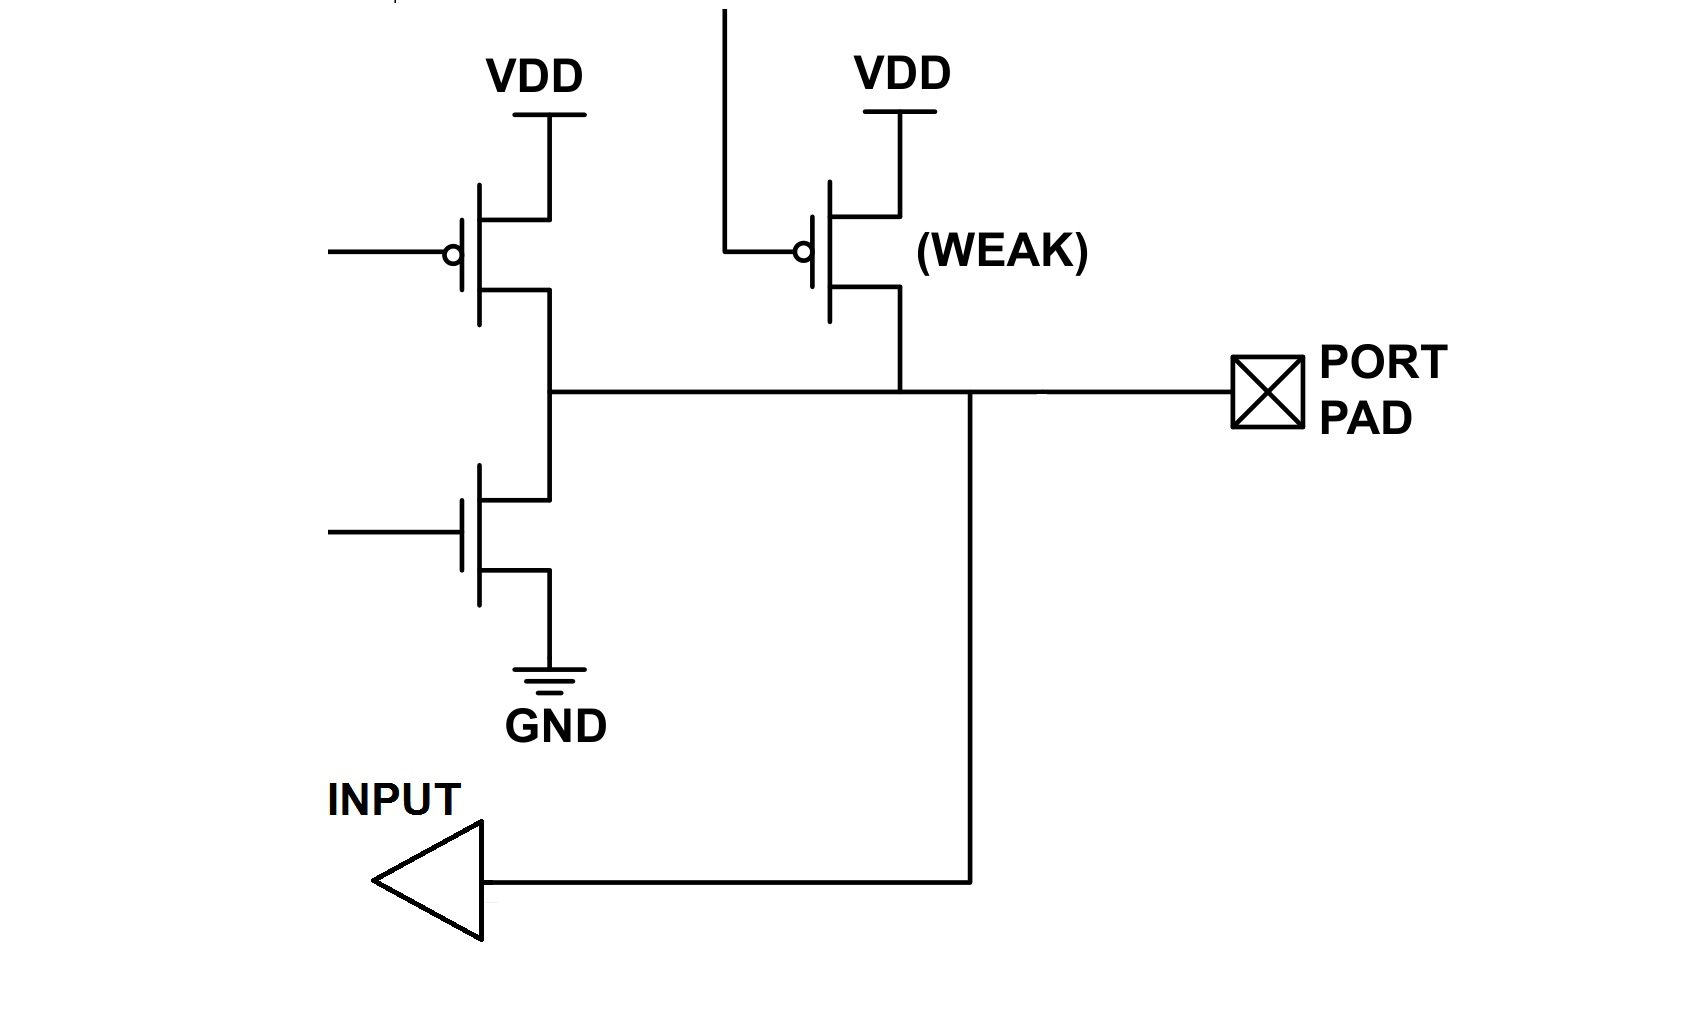 VDD
VDD
(WEAK)
PORT
PAD
GND
INPUT